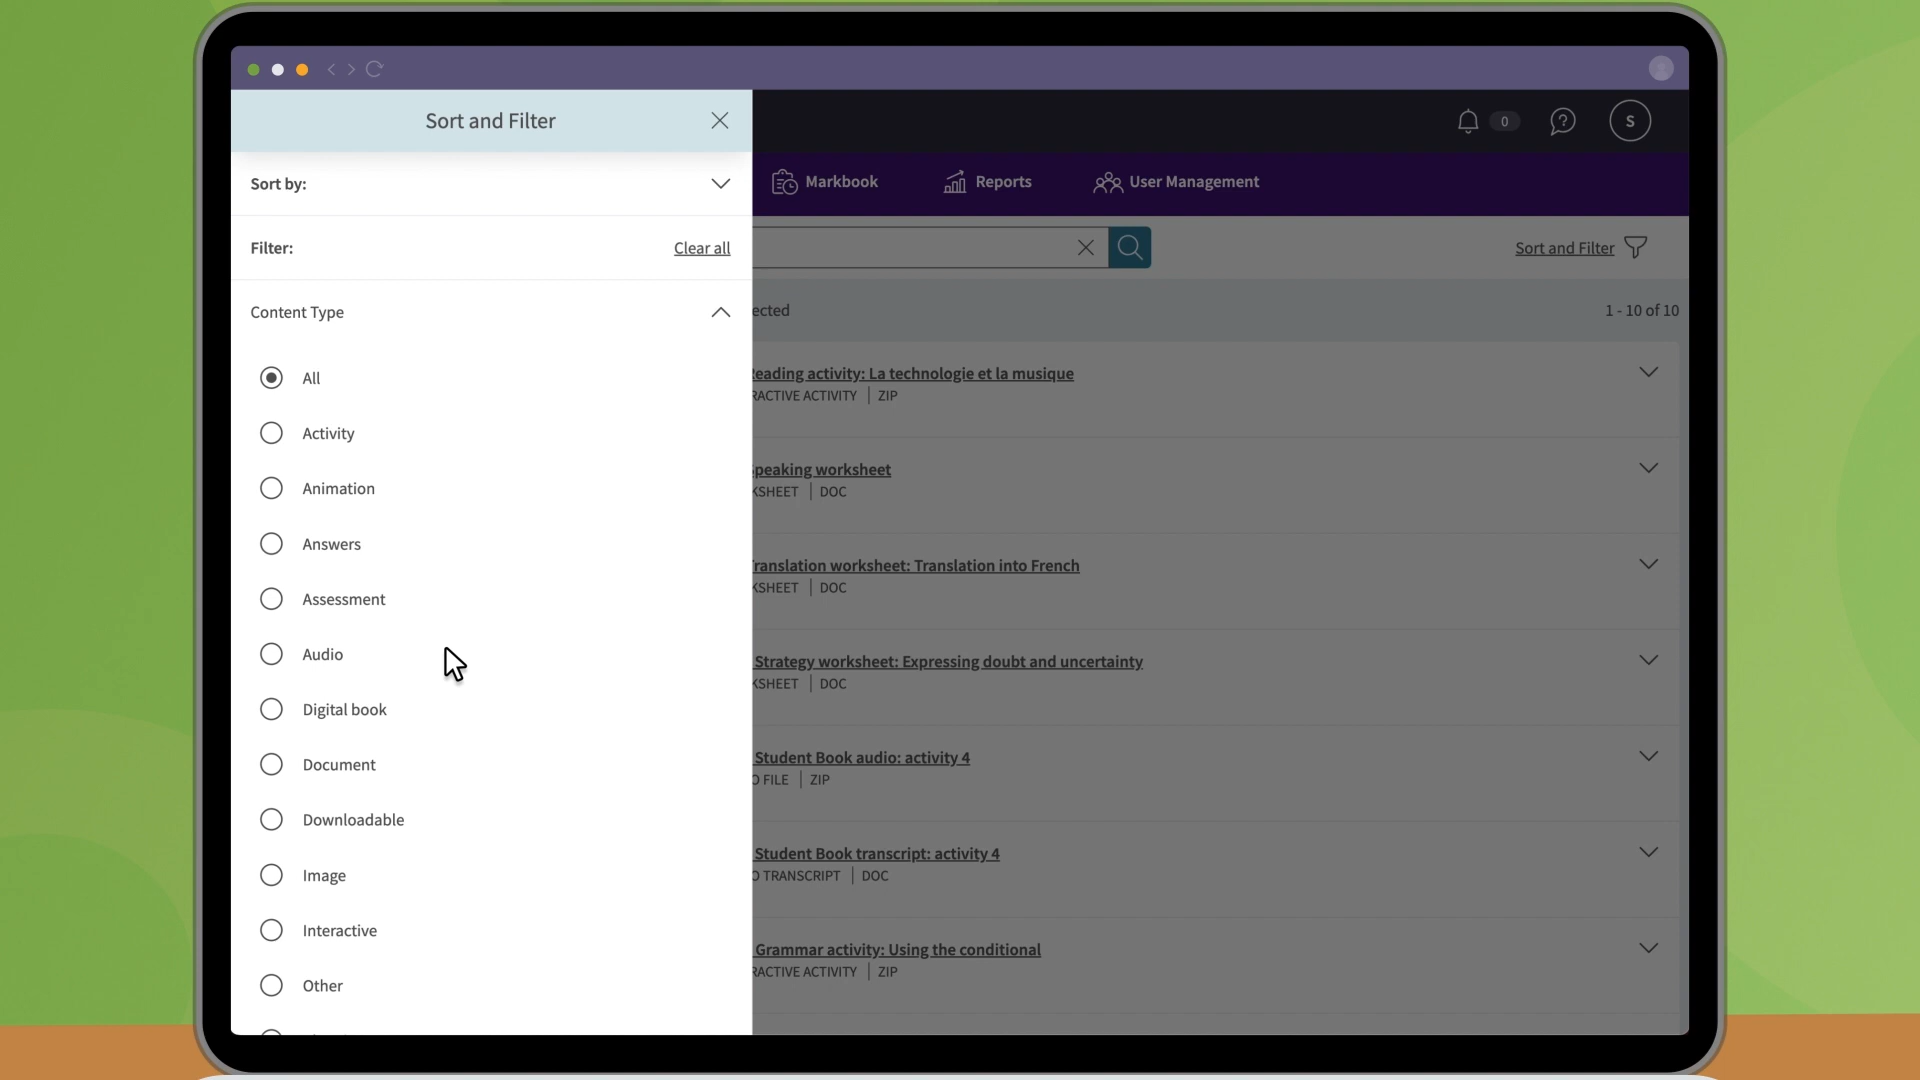 Sort and Filter
0
S
Sort by:
Markbook
Reports
User Management
Filter:
Clear all
Sort and Filter
Content Type
ected
1 - 10 of 10
All
Reading activity: La technologie et la musique
RACTIVE ACTIVITY | ZIP
Activity
Speaking worksheet
KSHEET | DOC
Animation
Answers
Translation worksheet: Translation into French
KSHEET | DOC
Assessment
Audio
Strategy worksheet: Expressing doubt and uncertainty
KSHEET | DOC
Digital book
Document
Student Book audio: activity 4
O FILE | ZIP
Downloadable
Image
Student Book transcript: activity 4
O TRANSCRIPT | DOC
Interactive
Grammar activity: Using the conditional
RACTIVE ACTIVITY | ZIP
Other